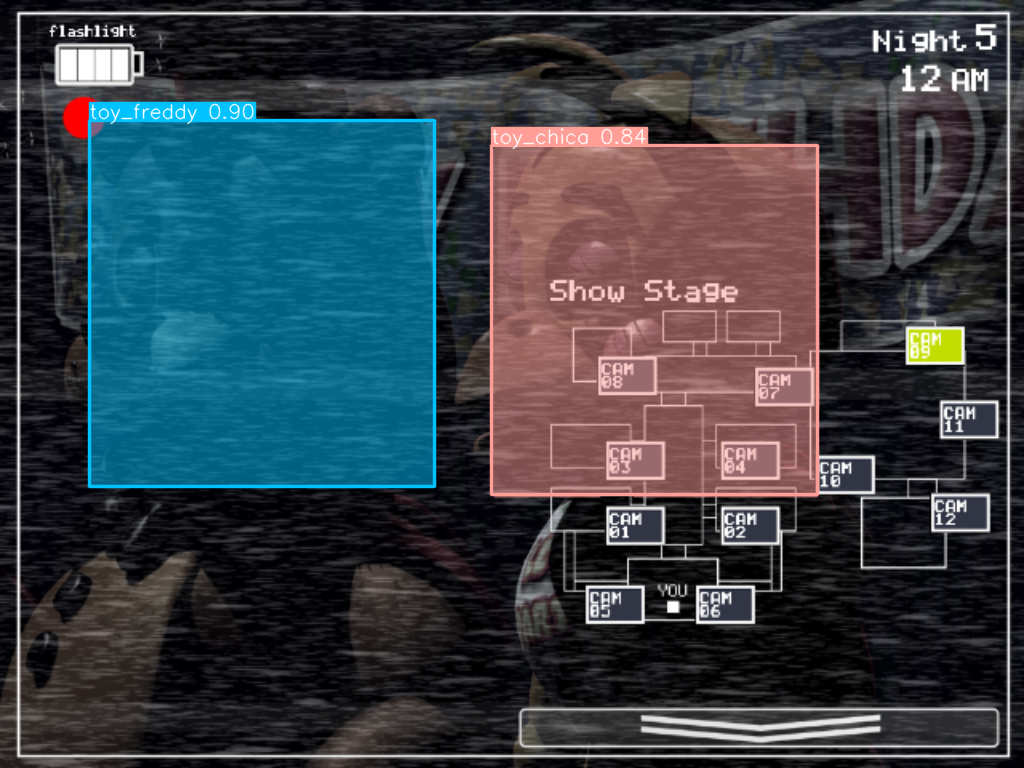 flashlight
Night 5
12 AM
toy_freddy 0.90
toy_chica 0.84
Show Stage
CAM 09
CAM 08
CAM 07
CAM 11
CAM 03
CAM 04
CAM 10
CAM 12
CAM 01
CAM 02
YOU
CAM 05
CAM 06